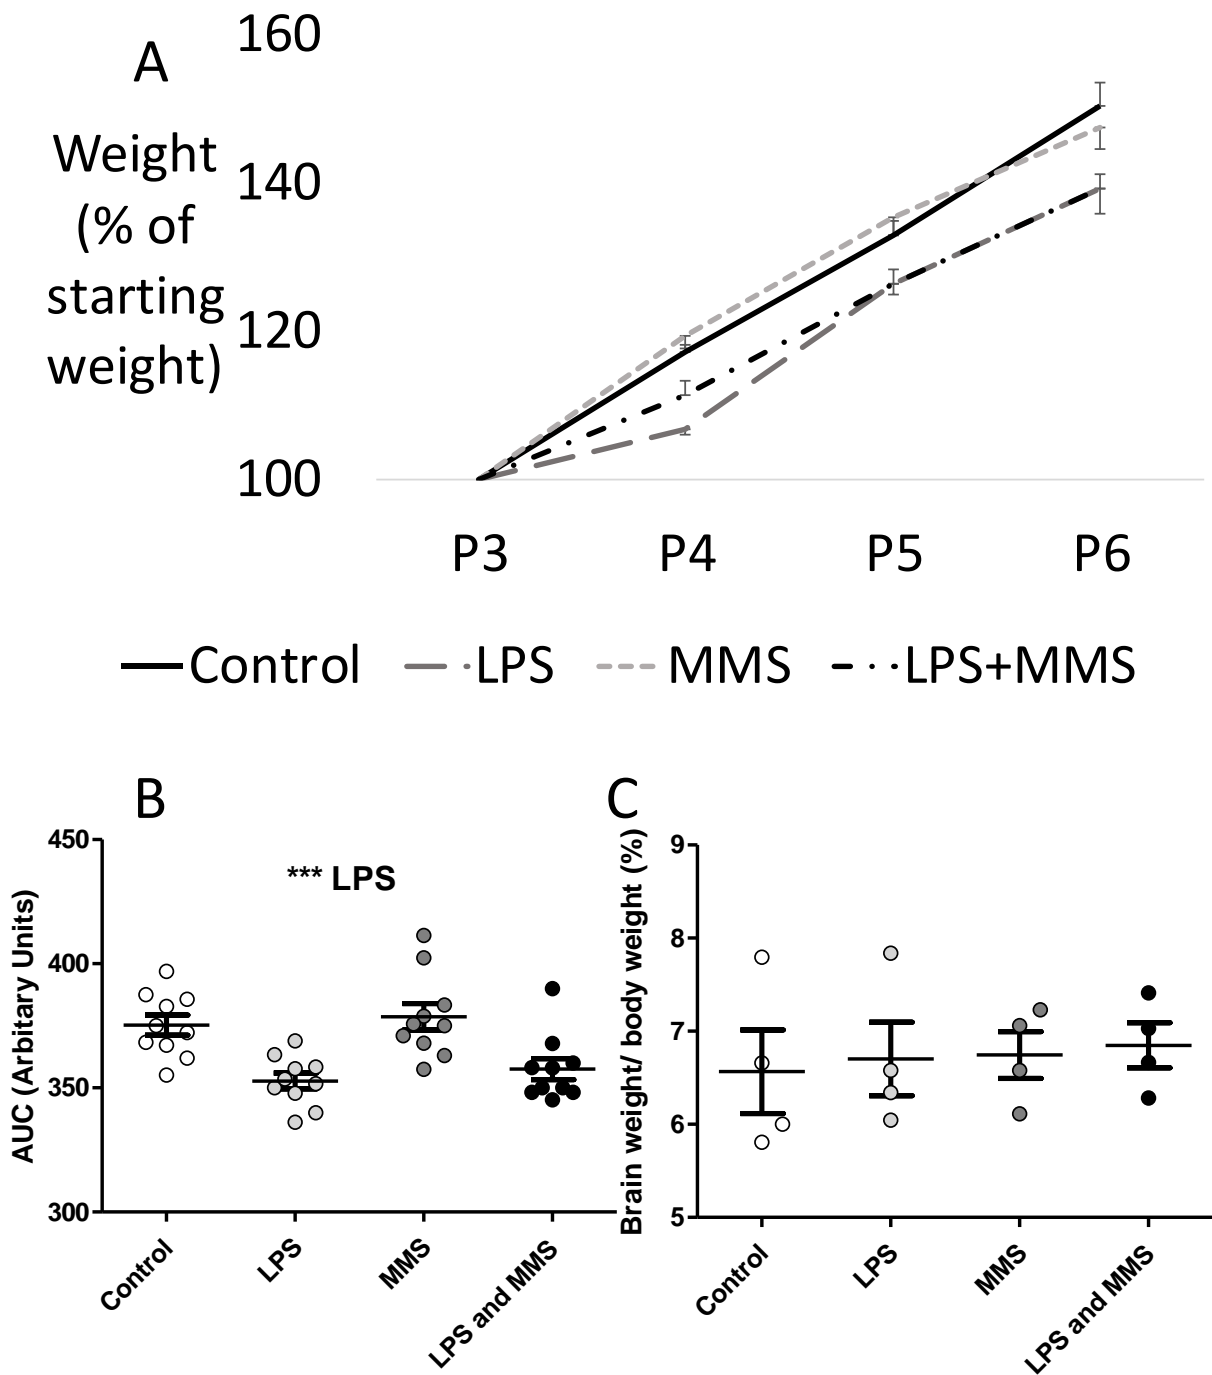 A
160
Weight
(% of
starting
weight)
140
120
100
P3 P4 P5 P6
Control LPS MMS LPS+MMS
B
450
400
350
300
AUC (Arbitary Units)
*** LPS
Control LPS MMS LPS and MMS
C
9
8
7
6
5
Brain weight/ body weight (%)
Control LPS MMS LPS and MMS